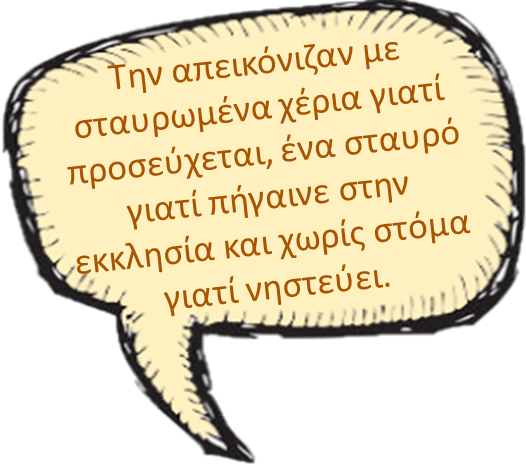 Την απεικόνιζαν με
σταυρωμένα χέρια γιατί
προσεύχεται, ένα σταυρό
γιατί πήγαινε στην
εκκλησία και χωρίς στόμα
γιατί νηστεύει.